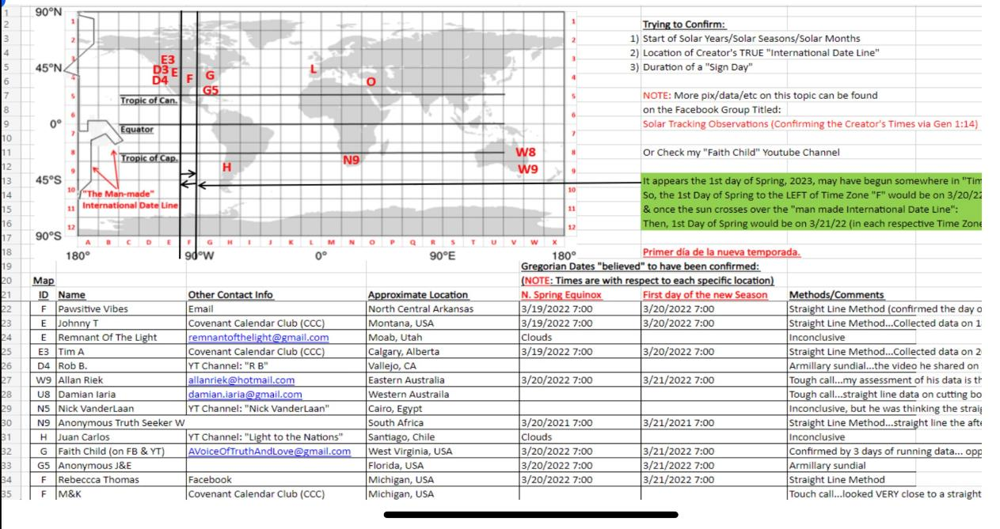 Trying to Confirm:
1) Start of Solar Years/Solar Seasons/Solar Months
2) Location of Creator's TRUE "International Date Line"
3) Duration of a "Sign Day"
NOTE: More pix/data/etc on this topic can be found
on the Facebook Group Titled:
Solar Tracking Observations (Confirming the Creator's Times via Gen 1:14)
Or Check my "Faith Child" Youtube Channel
It appears the 1st day of Spring, 2023, may have begun somewhere in "Tim
So, the 1st Day of Spring to the LEFT of Time Zone "F" would be on 3/20/22
& once the sun crosses over the "man made International Date Line":
Then, 1st Day of Spring would be on 3/21/22 (in each respective Time Zone
Primer día de la nueva temporada.
90°N
45°N
0°
45°S
90°S
180° 90°W 0° 90°E 180°
1 2 3 4 5 6 7 8 9 10 11 12
1 2 3 4 5 6 7 8 9 10 11 12
A B C D E F G H I J K L M N O P Q R S T U V W X
E3
D3 E
D4
F
G
G5
L
O
H
N9
W8
W9
Tropic of Can.
Equator
Tropic of Cap.
"The Man-made"
International Date Line
Gregorian Dates "believed" to have been confirmed:
Map (NOTE: Times are with respect to each specific location)
ID Name Other Contact Info Approximate Location N. Spring Equinox First day of the new Season Methods/Comments
F Pawsitive Vibes Email North Central Arkansas 3/19/2022 7:00 3/20/2022 7:00 Straight Line Method (confirmed the day o
E Johnny T Covenant Calendar Club (CCC) Montana, USA 3/19/2022 7:00 3/20/2022 7:00 Straight Line Method...Collected data on 1
E Remnant Of The Light remnantofthelight@gmail.com Moab, Utah Clouds Inconclusive
E3 Tim A Covenant Calendar Club (CCC) Calgary, Alberta 3/19/2022 7:00 3/20/2022 7:00 Straight Line Method...Collected data on 2
D4 Rob B. YT Channel: "R B" Vallejo, CA Armillary sundial...the video he shared on
W9 Allan Riek allanriek@hotmail.com Eastern Australia 3/20/2022 7:00 3/21/2022 7:00 Tough call...my assessment of his data is th
U8 Damian Iaria damian.iaria@gmail.com Western Austraila Tough call...straight line data on cutting bo
N5 Nick VanderLaan YT Channel: "Nick VanderLaan" Cairo, Egypt Inconclusive, but he was thinking the straig
N9 Anonymous Truth Seeker W South Africa 3/20/2021 7:00 3/21/2021 7:00 Straight Line Method...straight line the afte
H Juan Carlos YT Channel: "Light to the Nations" Santiago, Chile Clouds Inconclusive
G Faith Child (on FB & YT) AVoiceOfTruthAndLove@gmail.com West Virginia, USA 3/20/2022 7:00 3/21/2022 7:00 Confirmed by 3 days of running data... opp
G5 Anonymous J&E Florida, USA 3/20/2022 7:00 3/21/2022 7:00 Armillary sundial
F Rebeccca Thomas Facebook Michigan, USA 3/20/2022 7:00 3/21/2022 7:00 Straight Line Method
F M&K Covenant Calendar Club (CCC) Michigan, USA Touch call...looked VERY close to a straight